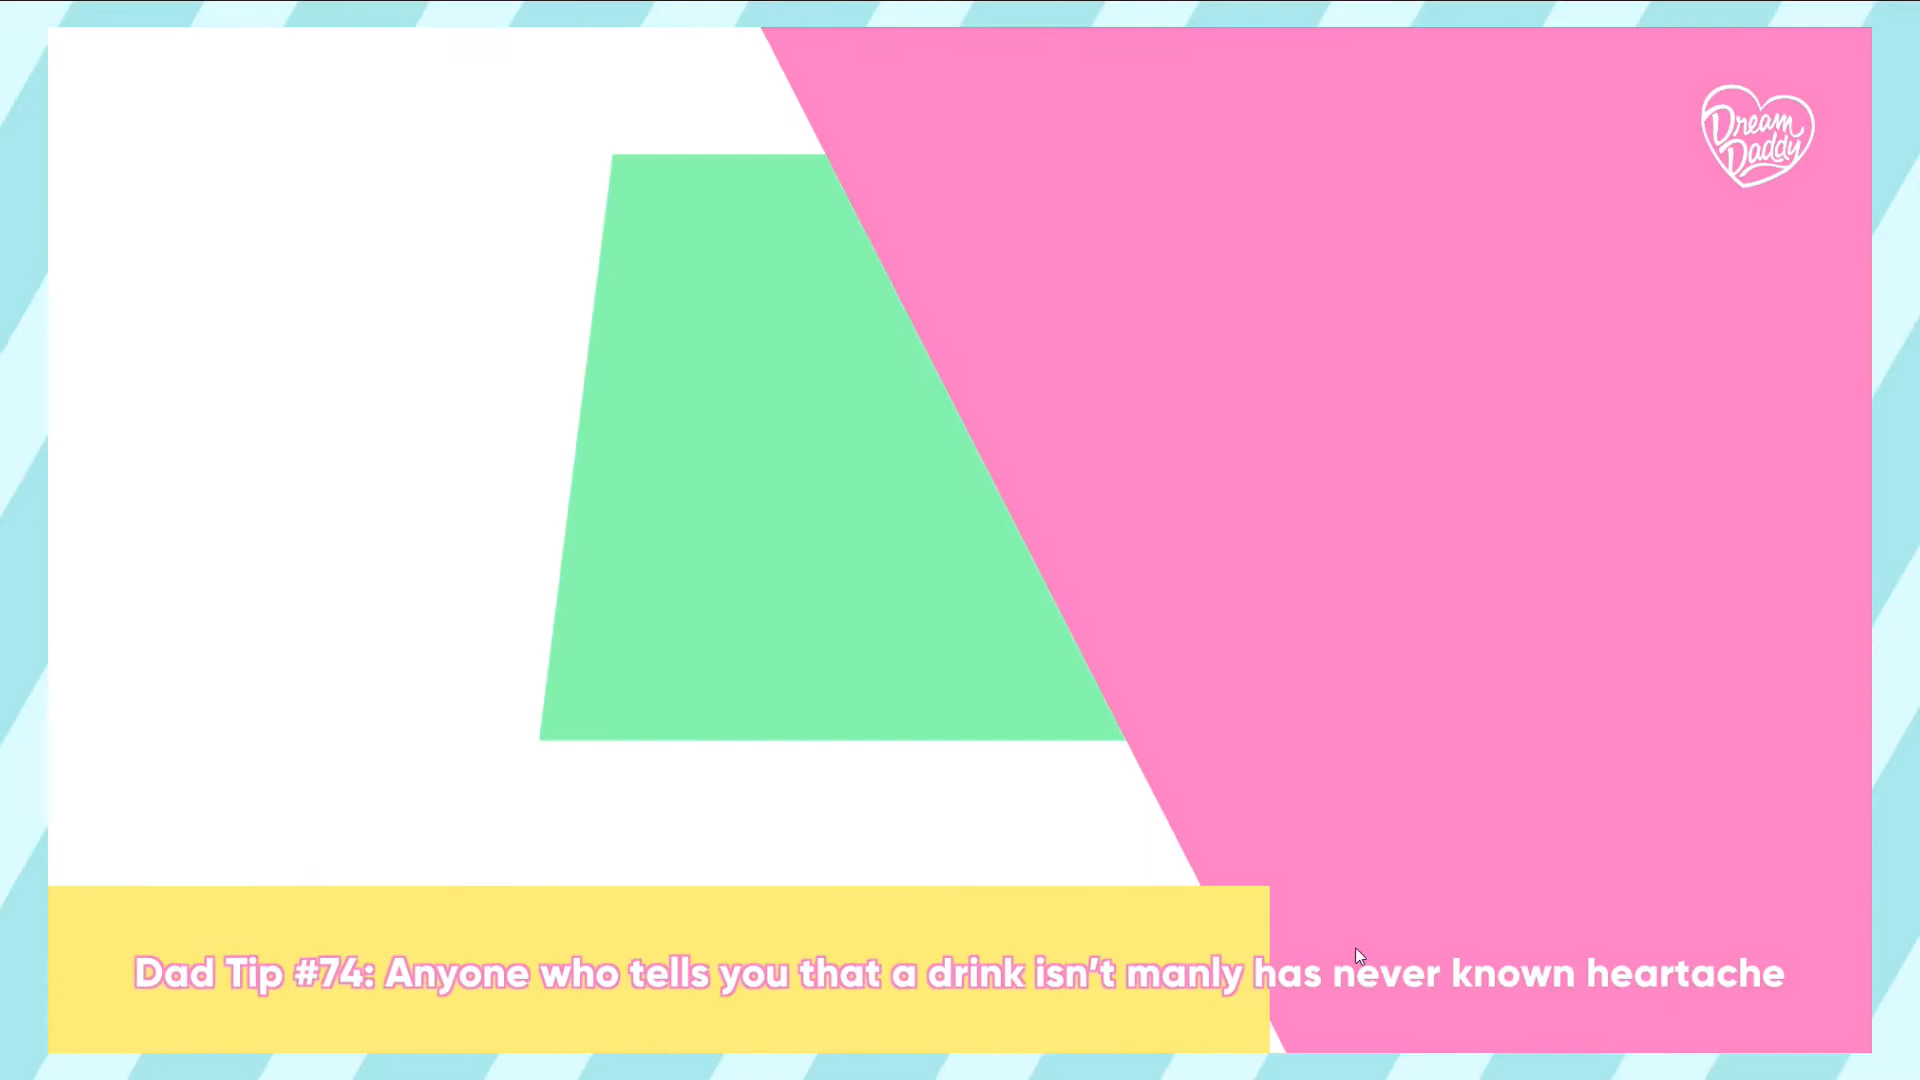 Dream
Daddy
Dad Tip #74: Anyone who tells you that a drink isn’t manly has never known heartache